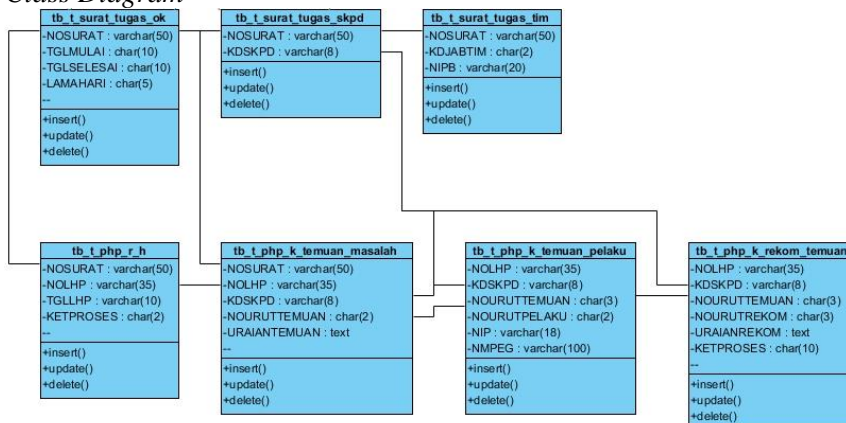 Class Diagram
tb_t_surat_tugas_ok
-NOSURAT : varchar(50)
-TGLMULAI : char(10)
-TGLSELESAI : char(10)
-LAMAHARI : char(5)
--
+insert()
+update()
+delete()
tb_t_surat_tugas_skpd
-NOSURAT : varchar(50)
-KDSKPD : varchar(8)
+insert()
+update()
+delete()
tb_t_surat_tugas_tim
-NOSURAT : varchar(50)
-KDJABTIM : char(2)
-NIPB : varchar(20)
+insert()
+update()
+delete()
tb_t_php_r_h
-NOSURAT : varchar(50)
-NOLHP : varchar(35)
-TGLLHP : varchar(10)
-KETPROSES : char(2)
--
+insert()
+update()
+delete()
tb_t_php_k_temuan_masalah
-NOSURAT : varchar(50)
-NOLHP : varchar(35)
-KDSKPD : varchar(8)
-NOURUTTEMUAN : char(2)
-URAIANTEMUAN : text
--
+insert()
+update()
+delete()
tb_t_php_k_temuan_pelaku
-NOLHP : varchar(35)
-KDSKPD : varchar(8)
-NOURUTTEMUAN : char(3)
-NOURUTPELAKU : char(2)
-NIP : varchar(18)
-NMPEG : varchar(100)
+insert()
+update()
+delete()
tb_t_php_k_rekom_temuan
-NOLHP : varchar(35)
-KDSKPD : varchar(8)
-NOURUTTEMUAN : char(3)
-NOURUTREKOM : char(3)
-URAIANREKOM : text
-KETPROSES : char(10)
--
+insert()
+update()
+delete()